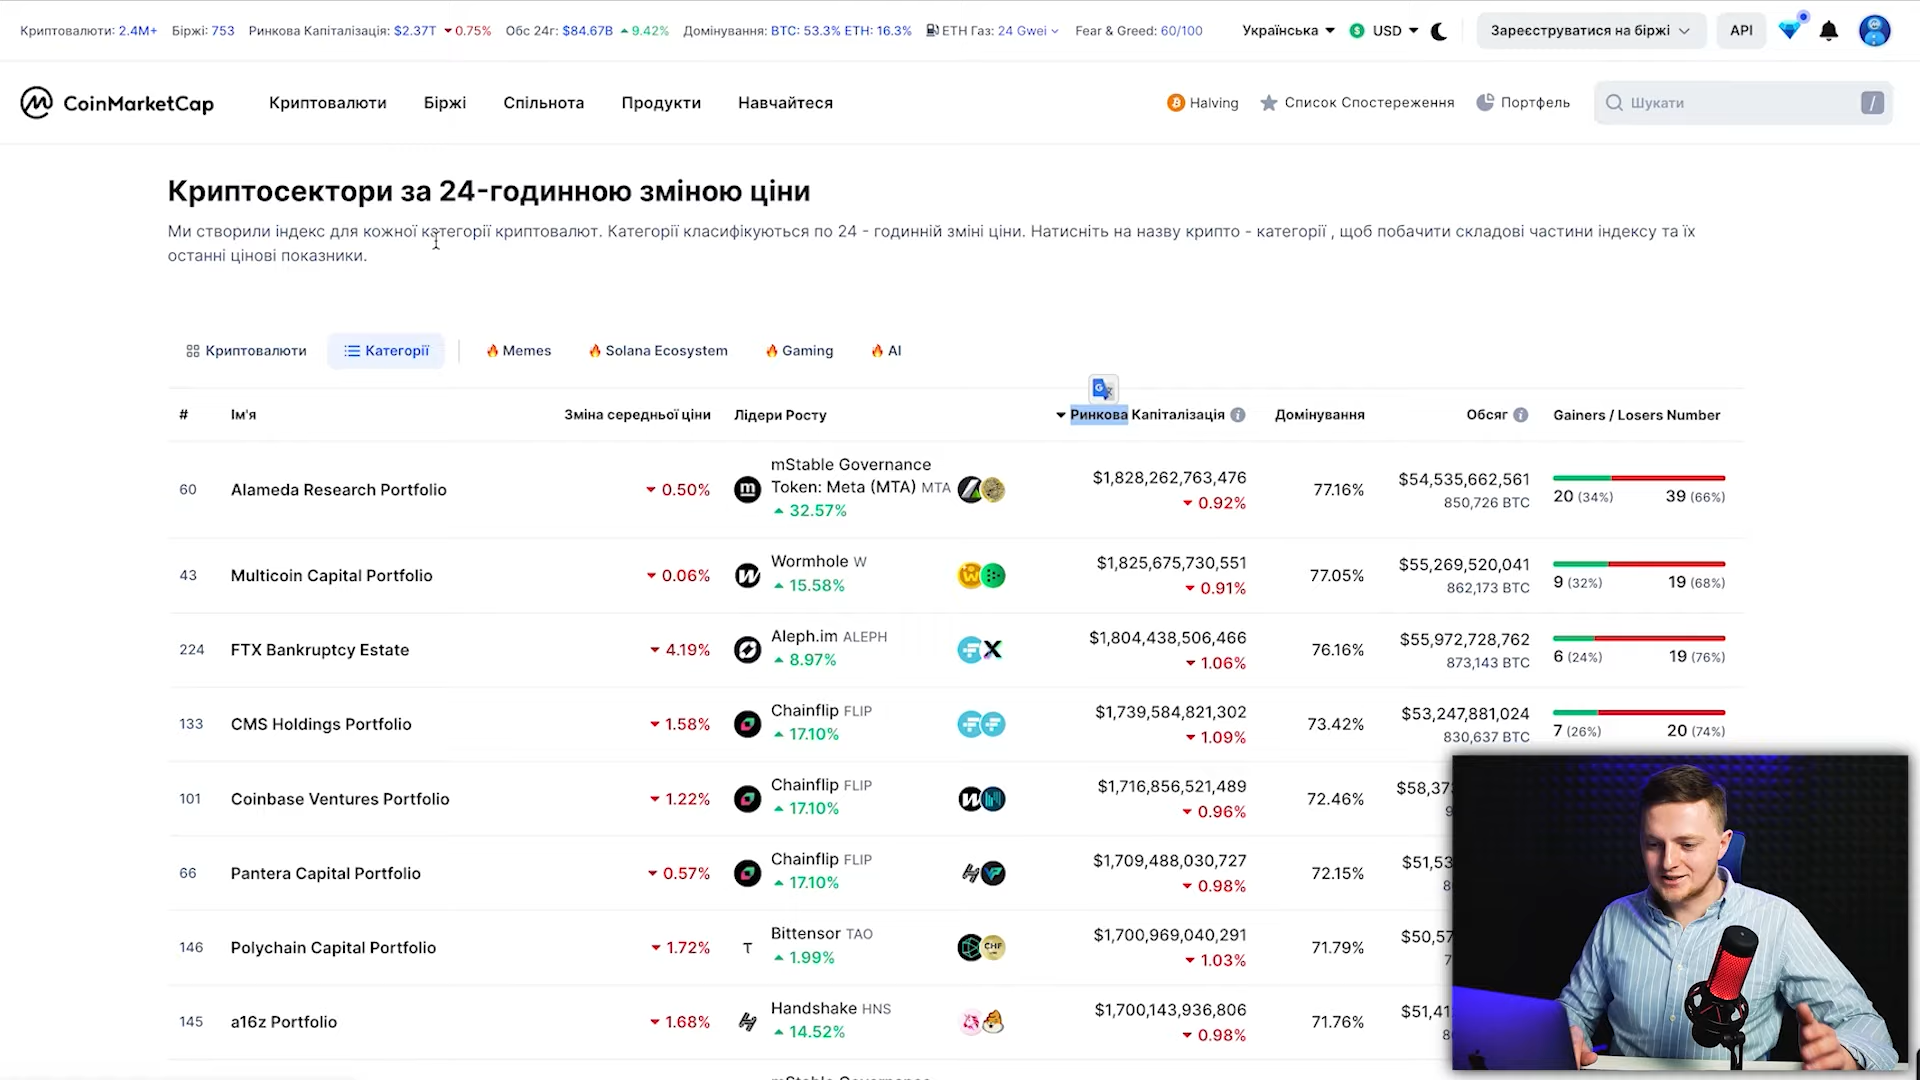 Криптовалюти: 2.4M+ Біржі: 753 Ринкова Капіталізація: $2.37T 0.75% Обс 24г: $84.67B 9.42% Домінування: BTC: 53.3% ETH: 16.3% ETH Газ: 24 Gwei Fear & Greed: 60/100 Українська USD Зареєструватися на біржі API
CoinMarketCap Криптовалюти Біржі Спільнота Продукти Навчайтеся Halving Список Спостереження Портфель Шукати /
Криптосектори за 24-годинною зміною ціни
Ми створили індекс для кожної категорії криптовалют. Категорії класифікуються по 24 - годинній зміні ціни. Натисніть на назву крипто - категорії , щоб побачити складові частини індексу та їх
останні цінові показники.
Криптовалюти Категорії Memes Solana Ecosystem Gaming AI
# Ім'я Зміна середньої ціни Лідери Росту Ринкова Капіталізація Домінування Обсяг Gainers / Losers Number
60 Alameda Research Portfolio 0.50% mStable Governance
Token: Meta (MTA) MTA
32.57% $1,828,262,763,476
0.92% 77.16% $54,535,662,561
850,726 BTC 20 (34%) 39 (66%)
43 Multicoin Capital Portfolio 0.06% Wormhole W
15.58% $1,825,675,730,551
0.91% 77.05% $55,269,520,041
862,173 BTC 9 (32%) 19 (68%)
224 FTX Bankruptcy Estate 4.19% Aleph.im ALEPH
8.97% $1,804,438,506,466
1.06% 76.16% $55,972,728,762
873,143 BTC 6 (24%) 19 (76%)
133 CMS Holdings Portfolio 1.58% Chainflip FLIP
17.10% $1,739,584,821,302
1.09% 73.42% $53,247,881,024
830,637 BTC 7 (26%) 20 (74%)
101 Coinbase Ventures Portfolio 1.22% Chainflip FLIP
17.10% $1,716,856,521,489
0.96% 72.46%
66 Pantera Capital Portfolio 0.57% Chainflip FLIP
17.10% $1,709,488,030,727
0.98% 72.15%
146 Polychain Capital Portfolio 1.72% Bittensor TAO
1.99% $1,700,969,040,291
1.03% 71.79%
145 a16z Portfolio 1.68% Handshake HNS
14.52% $1,700,143,936,806
0.98% 71.76%